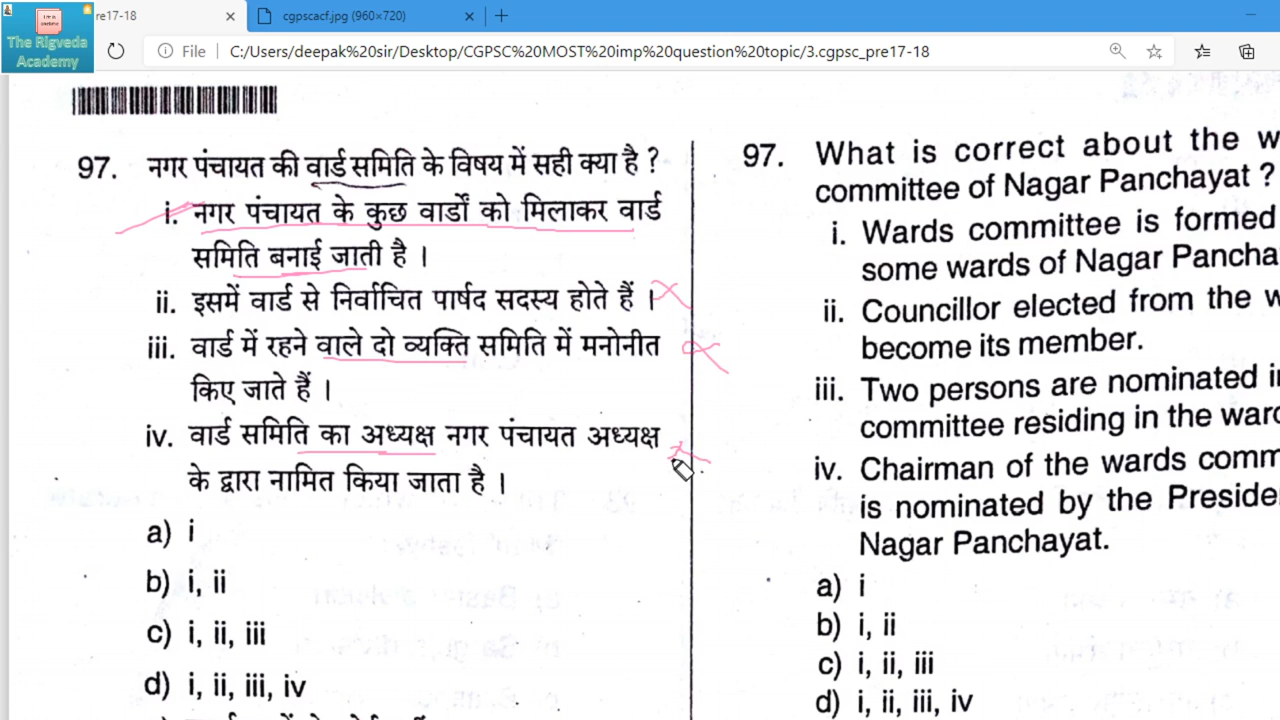 The Rigveda
Academy
re17-18
cgpscacf.jpg (960×720)
File
C:/Users/deepak%20sir/Desktop/CGPSC%20MOST%20imp%20question%20topic/3.cgpsc_pre17-18
97. नगर पंचायत की वार्ड समिति के विषय में सही क्या है ?
i. नगर पंचायत के कुछ वार्डों को मिलाकर वार्ड
समिति बनाई जाती है ।
ii. इसमें वार्ड से निर्वाचित पार्षद सदस्य होते हैं ।
iii. वार्ड में रहने वाले दो व्यक्ति समिति में मनोनीत
किए जाते हैं ।
iv. वार्ड समिति का अध्यक्ष नगर पंचायत अध्यक्ष
के द्वारा नामित किया जाता है ।
a) i
b) i, ii
c) i, ii, iii
d) i, ii, iii, iv
97. What is correct about the w
committee of Nagar Panchayat ?
i. Wards committee is formed
some wards of Nagar Pancha
ii. Councillor elected from the w
become its member.
iii. Two persons are nominated i
committee residing in the ward
iv. Chairman of the wards comm
is nominated by the Preside
Nagar Panchayat.
a) i
b) i, ii
c) i, ii, iii
d) i, ii, iii, iv